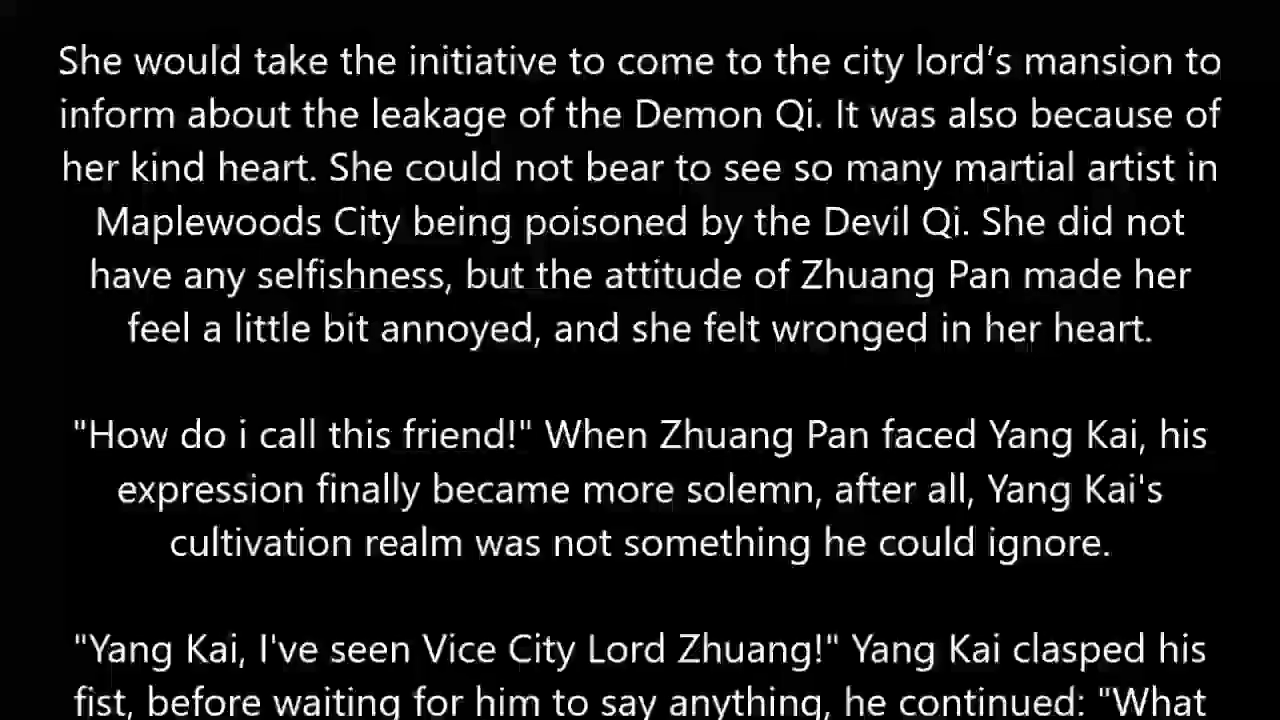 She would take the initiative to come to the city lord’s mansion to
inform about the leakage of the Demon Qi. It was also because of
her kind heart. She could not bear to see so many martial artist in
Maplewoods City being poisoned by the Devil Qi. She did not
have any selfishness, but the attitude of Zhuang Pan made her
feel a little bit annoyed, and she felt wronged in her heart.
"How do i call this friend!" When Zhuang Pan faced Yang Kai, his
expression finally became more solemn, after all, Yang Kai's
cultivation realm was not something he could ignore.
"Yang Kai, I've seen Vice City Lord Zhuang!" Yang Kai clasped his
fist, before waiting for him to say anything, he continued: "What